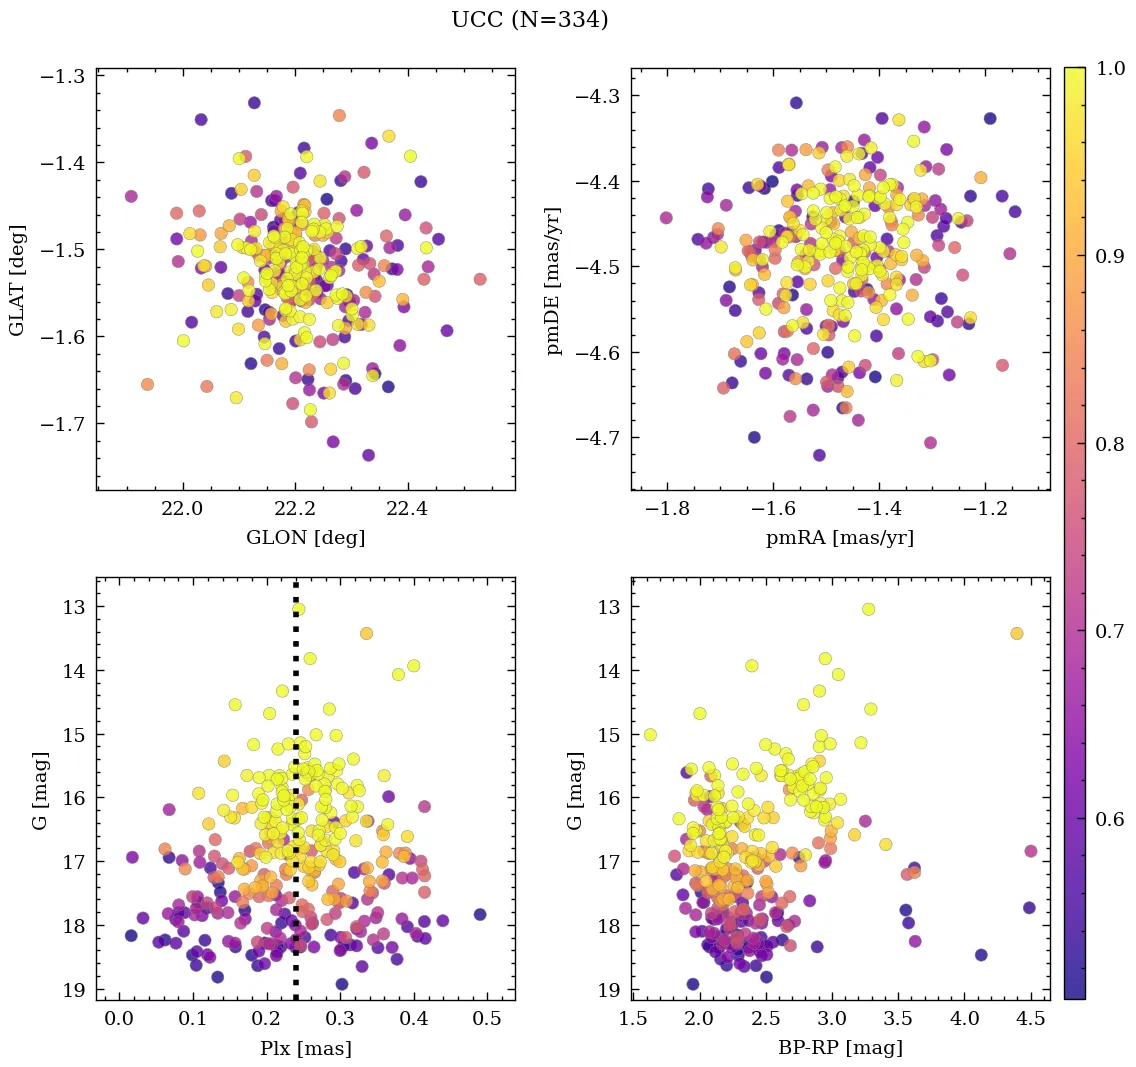 UCC (N=334)
−1.3
−1.4
−1.5
−1.6
−1.7
GLAT [deg]
22.0 22.2 22.4
GLON [deg]
−4.3
−4.4
−4.5
−4.6
−4.7
pmDE [mas/yr]
−1.8 −1.6 −1.4 −1.2
pmRA [mas/yr]
1.0
0.9
0.8
0.7
0.6
13
14
15
16
17
18
19
G [mag]
0.0 0.1 0.2 0.3 0.4 0.5
Plx [mas]
13
14
15
16
17
18
19
G [mag]
1.5 2.0 2.5 3.0 3.5 4.0 4.5
BP-RP [mag]